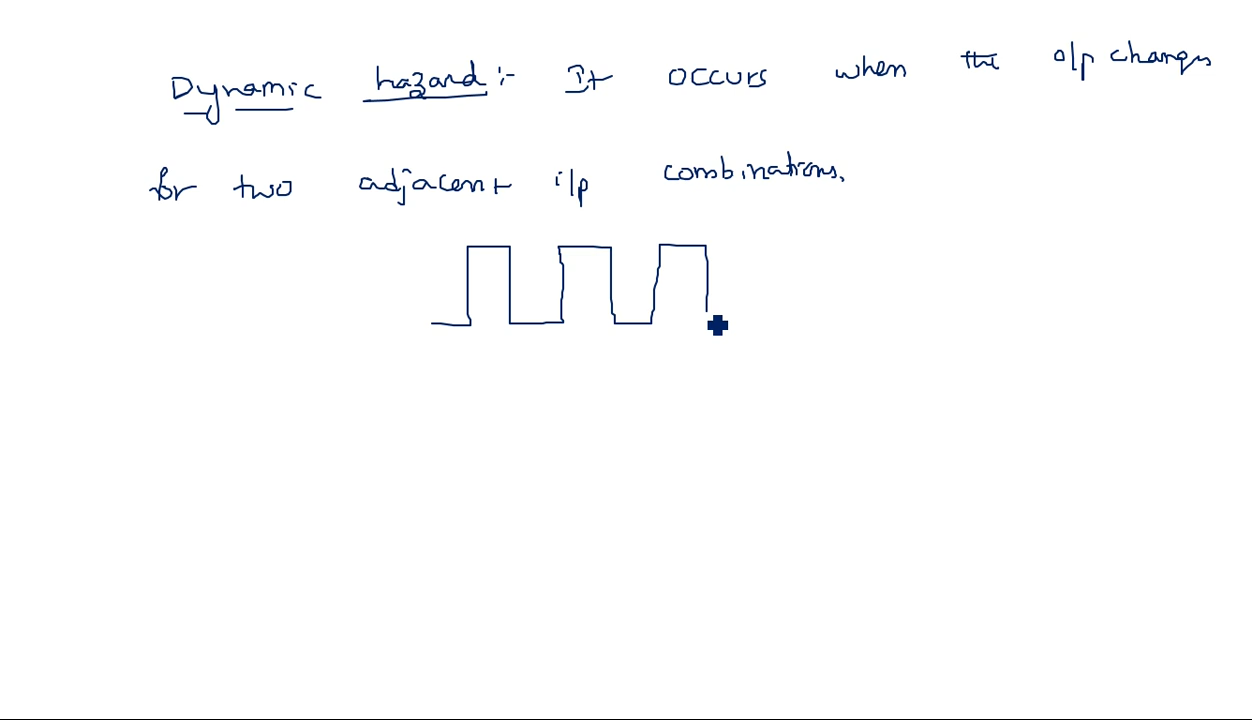 Dynamic hazard :- It occurs when the o/p changes
for two adjacent i/p combinations.